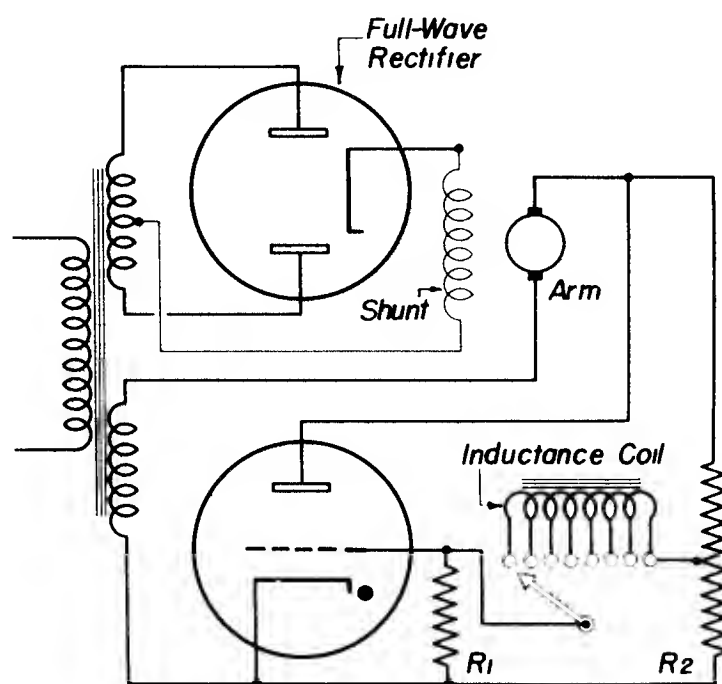 Full-Wave
Rectifier
Shunt
Arm
Inductance Coil
R1
R2